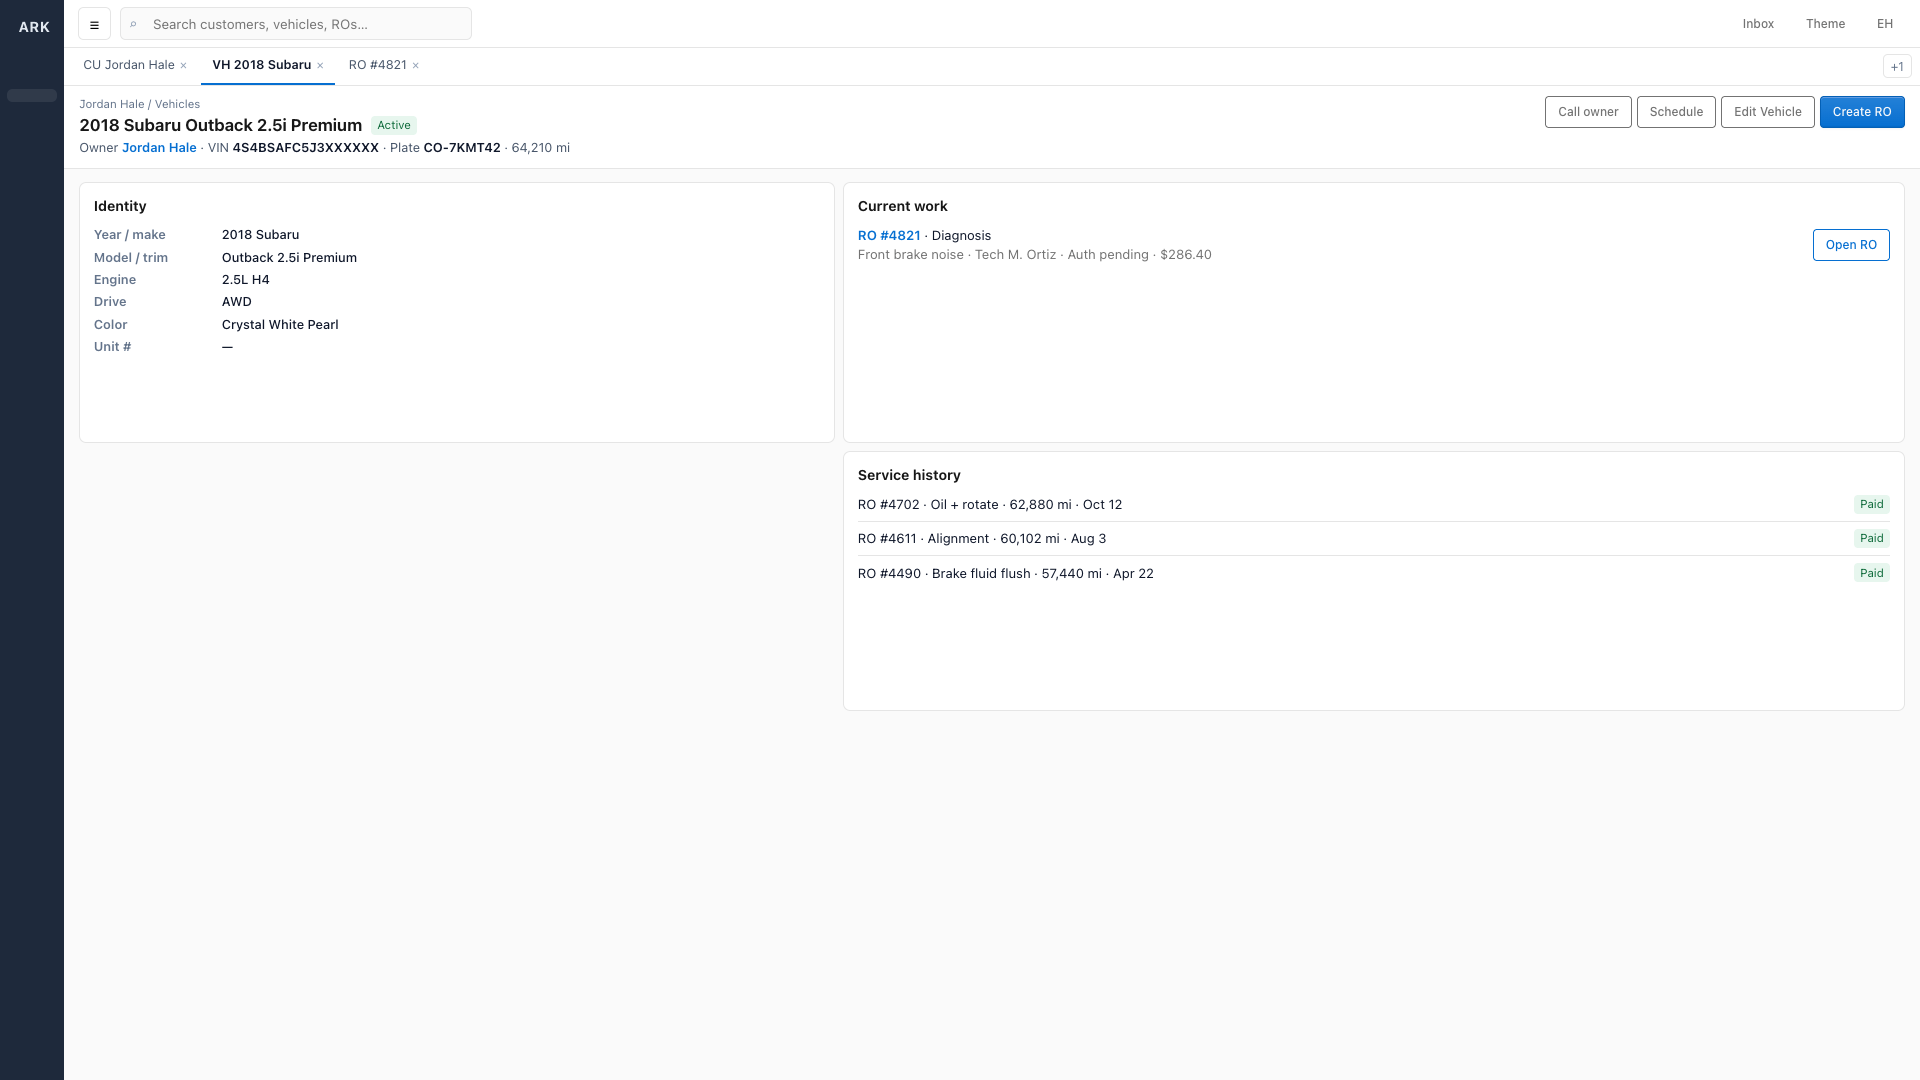 ARK
☰
Search customers, vehicles, ROs...
Inbox
Theme
EH
CU Jordan Hale ×
VH 2018 Subaru ×
RO #4821 ×
+1
Jordan Hale / Vehicles
2018 Subaru Outback 2.5i Premium Active
Owner Jordan Hale · VIN 4S4BSAFC5J3XXXXXX · Plate CO-7KMT42 · 64,210 mi
Call owner
Schedule
Edit Vehicle
Create RO
Identity
Year / make 2018 Subaru
Model / trim Outback 2.5i Premium
Engine 2.5L H4
Drive AWD
Color Crystal White Pearl
Unit # —
Current work
RO #4821 · Diagnosis
Front brake noise · Tech M. Ortiz · Auth pending · $286.40
Open RO
Service history
RO #4702 · Oil + rotate · 62,880 mi · Oct 12 Paid
RO #4611 · Alignment · 60,102 mi · Aug 3 Paid
RO #4490 · Brake fluid flush · 57,440 mi · Apr 22 Paid